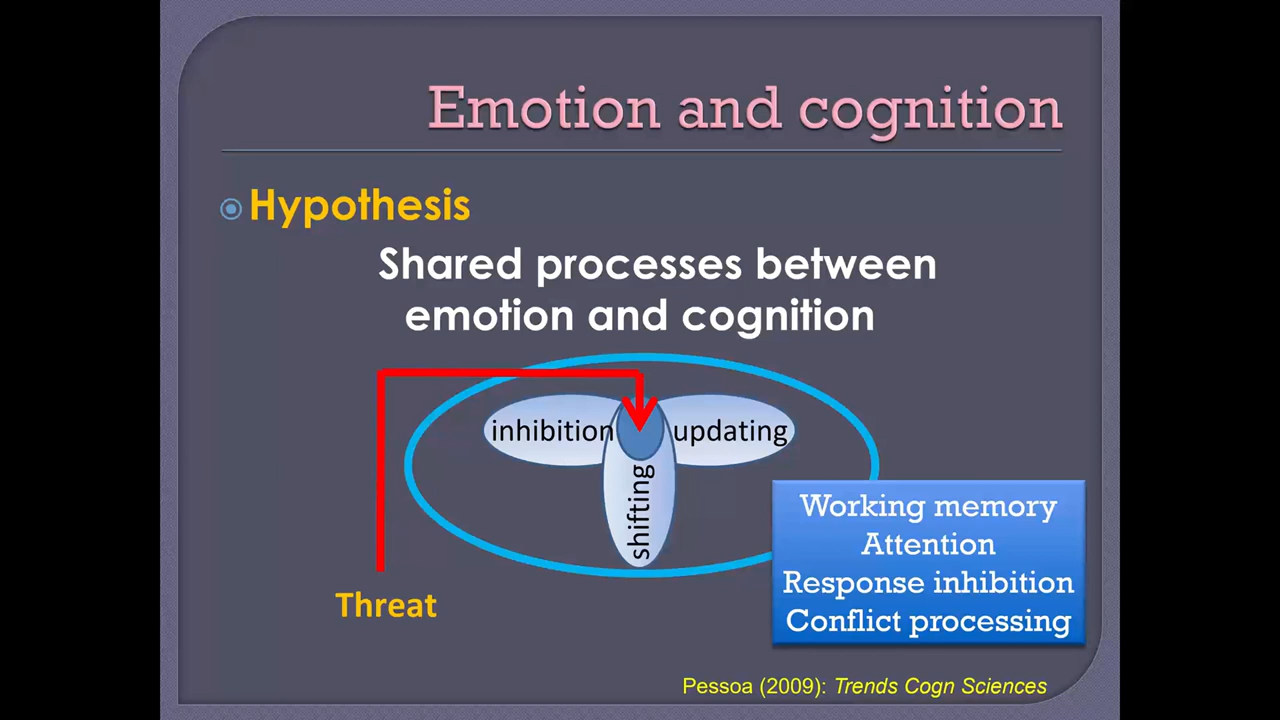 Emotion and cognition
Hypothesis
Shared processes between
emotion and cognition
inhibition
updating
shifting
Threat
Working memory
Attention
Response inhibition
Conflict processing
Pessoa (2009): Trends Cogn Sciences